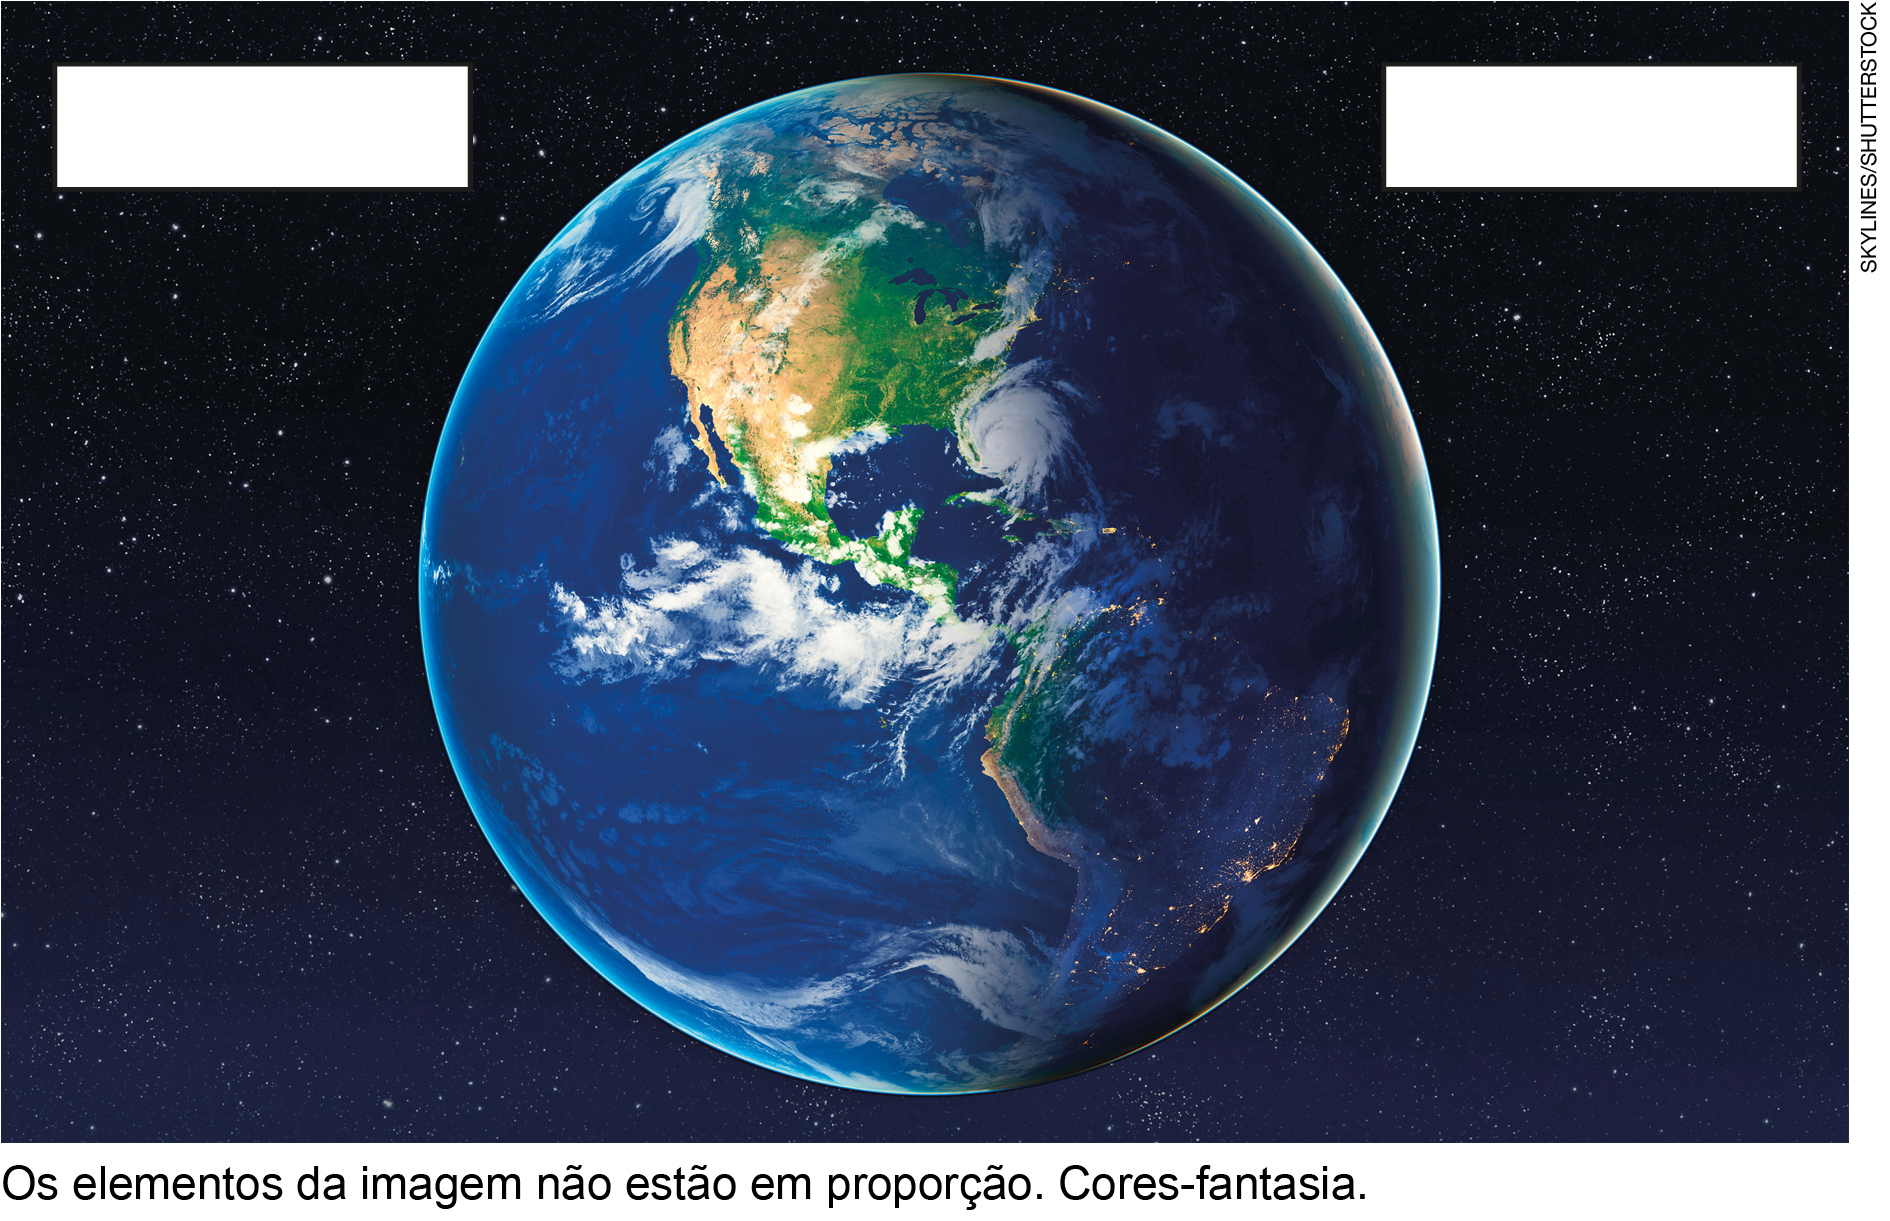 SKYLINES/SHUTTERSTOCK
Os elementos da imagem não estão em proporção. Cores-fantasia.